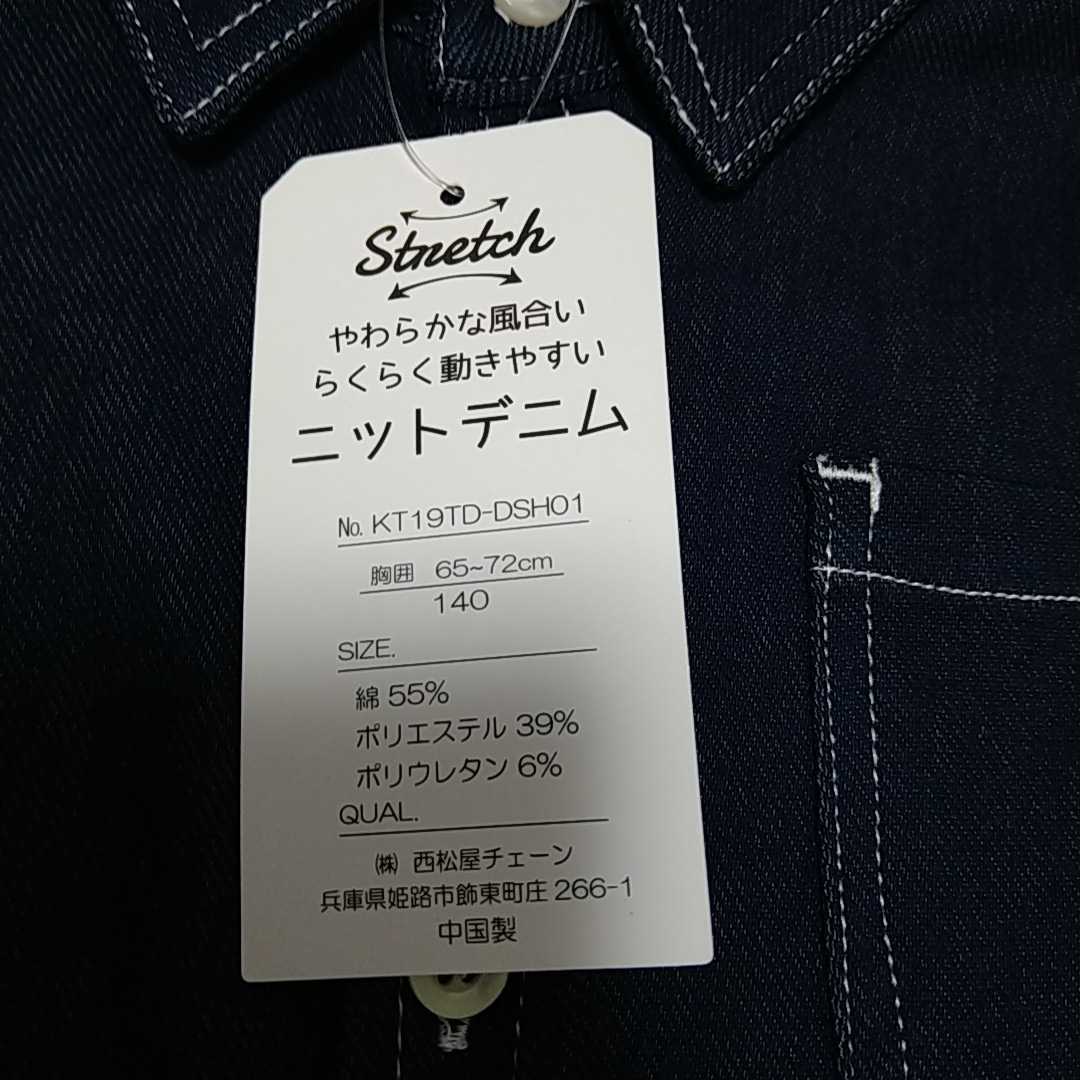 Stretch
やわらかな風合い
らくらく動きやすい
ニットデニム
No. KT19TD-DSH01
胸囲 65~72cm
140
SIZE.
綿 55%
ポリエステル 39%
ポリウレタン 6%
QUAL.
㈱ 西松屋チェーン
兵庫県姫路市飾東町庄 266-1
中国製